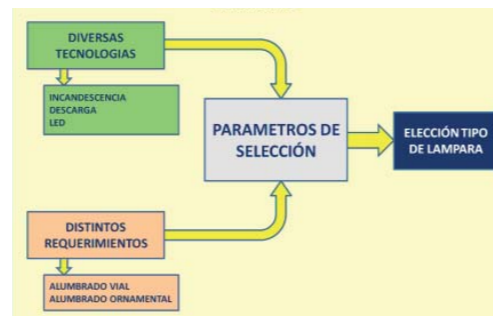 DIVERSAS
TECNOLOGIAS
INCANDESCENCIA
DESCARGA
LED
PARAMETROS DE
SELECCIÓN
ELECCIÓN TIPO
DE LAMPARA
DISTINTOS
REQUERIMIENTOS
ALUMBRADO VIAL
ALUMBRADO ORNAMENTAL